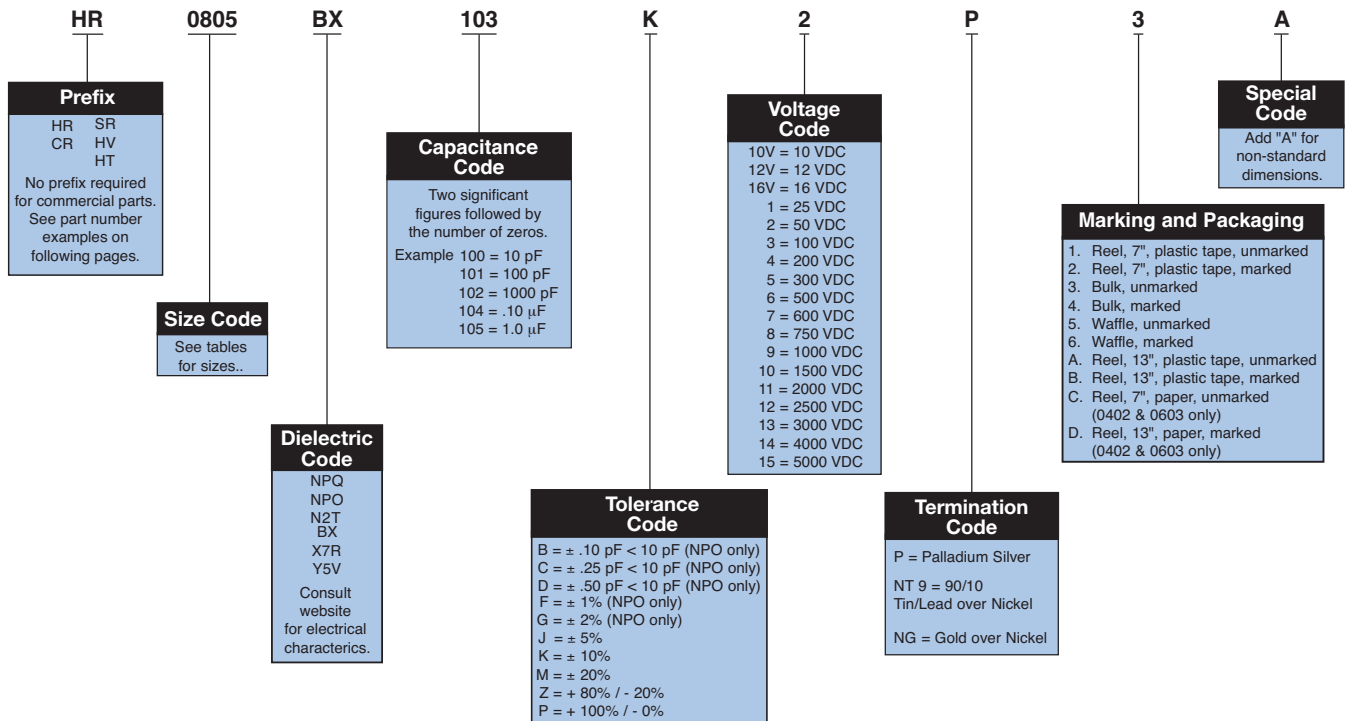 HR 0805 BX 103 K 2 P 3 A
Prefix
HR SR
CR HV
HT
No prefix required
for commercial parts.
See part number
examples on
following pages.
Size Code
See tables
for sizes..
Dielectric
Code
NPQ
NPO
N2T
BX
X7R
Y5V
Consult
website
for electrical
characterics.
Capacitance
Code
Two significant
figures followed by
the number of zeros.
Example 100 = 10 pF
101 = 100 pF
102 = 1000 pF
104 = .10 μF
105 = 1.0 μF
Tolerance
Code
B = ± .10 pF < 10 pF (NPO only)
C = ± .25 pF < 10 pF (NPO only)
D = ± .50 pF < 10 pF (NPO only)
F = ± 1% (NPO only)
G = ± 2% (NPO only)
J = ± 5%
K = ± 10%
M = ± 20%
Z = + 80% / - 20%
P = + 100% / - 0%
Voltage
Code
10V = 10 VDC
12V = 12 VDC
16V = 16 VDC
1 = 25 VDC
2 = 50 VDC
3 = 100 VDC
4 = 200 VDC
5 = 300 VDC
6 = 500 VDC
7 = 600 VDC
8 = 750 VDC
9 = 1000 VDC
10 = 1500 VDC
11 = 2000 VDC
12 = 2500 VDC
13 = 3000 VDC
14 = 4000 VDC
15 = 5000 VDC
Termination
Code
P = Palladium Silver
NT 9 = 90/10
Tin/Lead over Nickel
NG = Gold over Nickel
Marking and Packaging
1. Reel, 7", plastic tape, unmarked
2. Reel, 7", plastic tape, marked
3. Bulk, unmarked
4. Bulk, marked
5. Waffle, unmarked
6. Waffle, marked
A. Reel, 13", plastic tape, unmarked
B. Reel, 13", plastic tape, marked
C. Reel, 7", paper, unmarked
(0402 & 0603 only)
D. Reel, 13", paper, marked
(0402 & 0603 only)
Special
Code
Add "A" for
non-standard
dimensions.